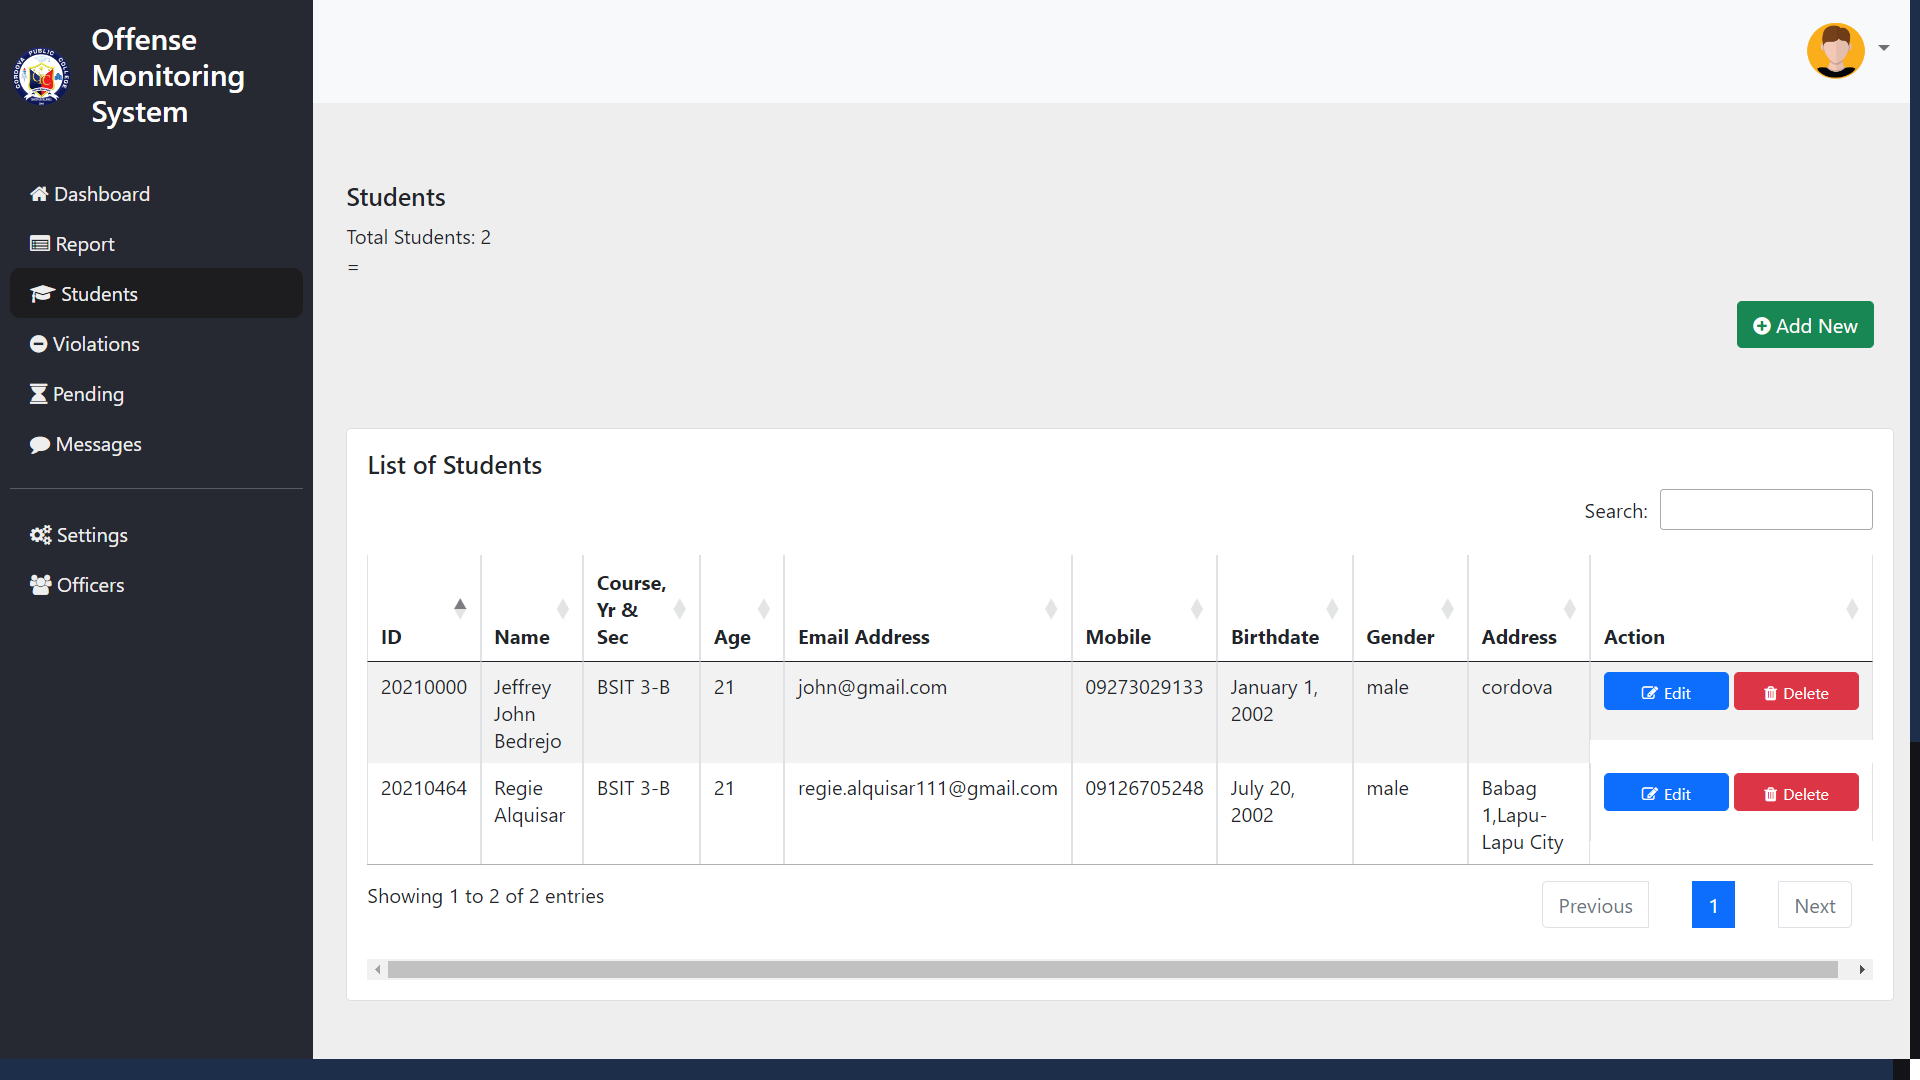 Offense
Monitoring
System
CORDOVA PUBLIC COLLEGE
Dashboard
Report
Students
Violations
Pending
Messages
Settings
Officers
Students
Total Students: 2
=
Add New
List of Students
Search:
ID Name Course, Yr & Sec Age Email Address Mobile Birthdate Gender Address Action
20210000 Jeffrey John Bedrejo BSIT 3-B 21 john@gmail.com 09273029133 January 1, 2002 male cordova Edit Delete
20210464 Regie Alquisar BSIT 3-B 21 regie.alquisar111@gmail.com 09126705248 July 20, 2002 male Babag 1,Lapu-Lapu City Edit Delete
Showing 1 to 2 of 2 entries
Previous 1 Next